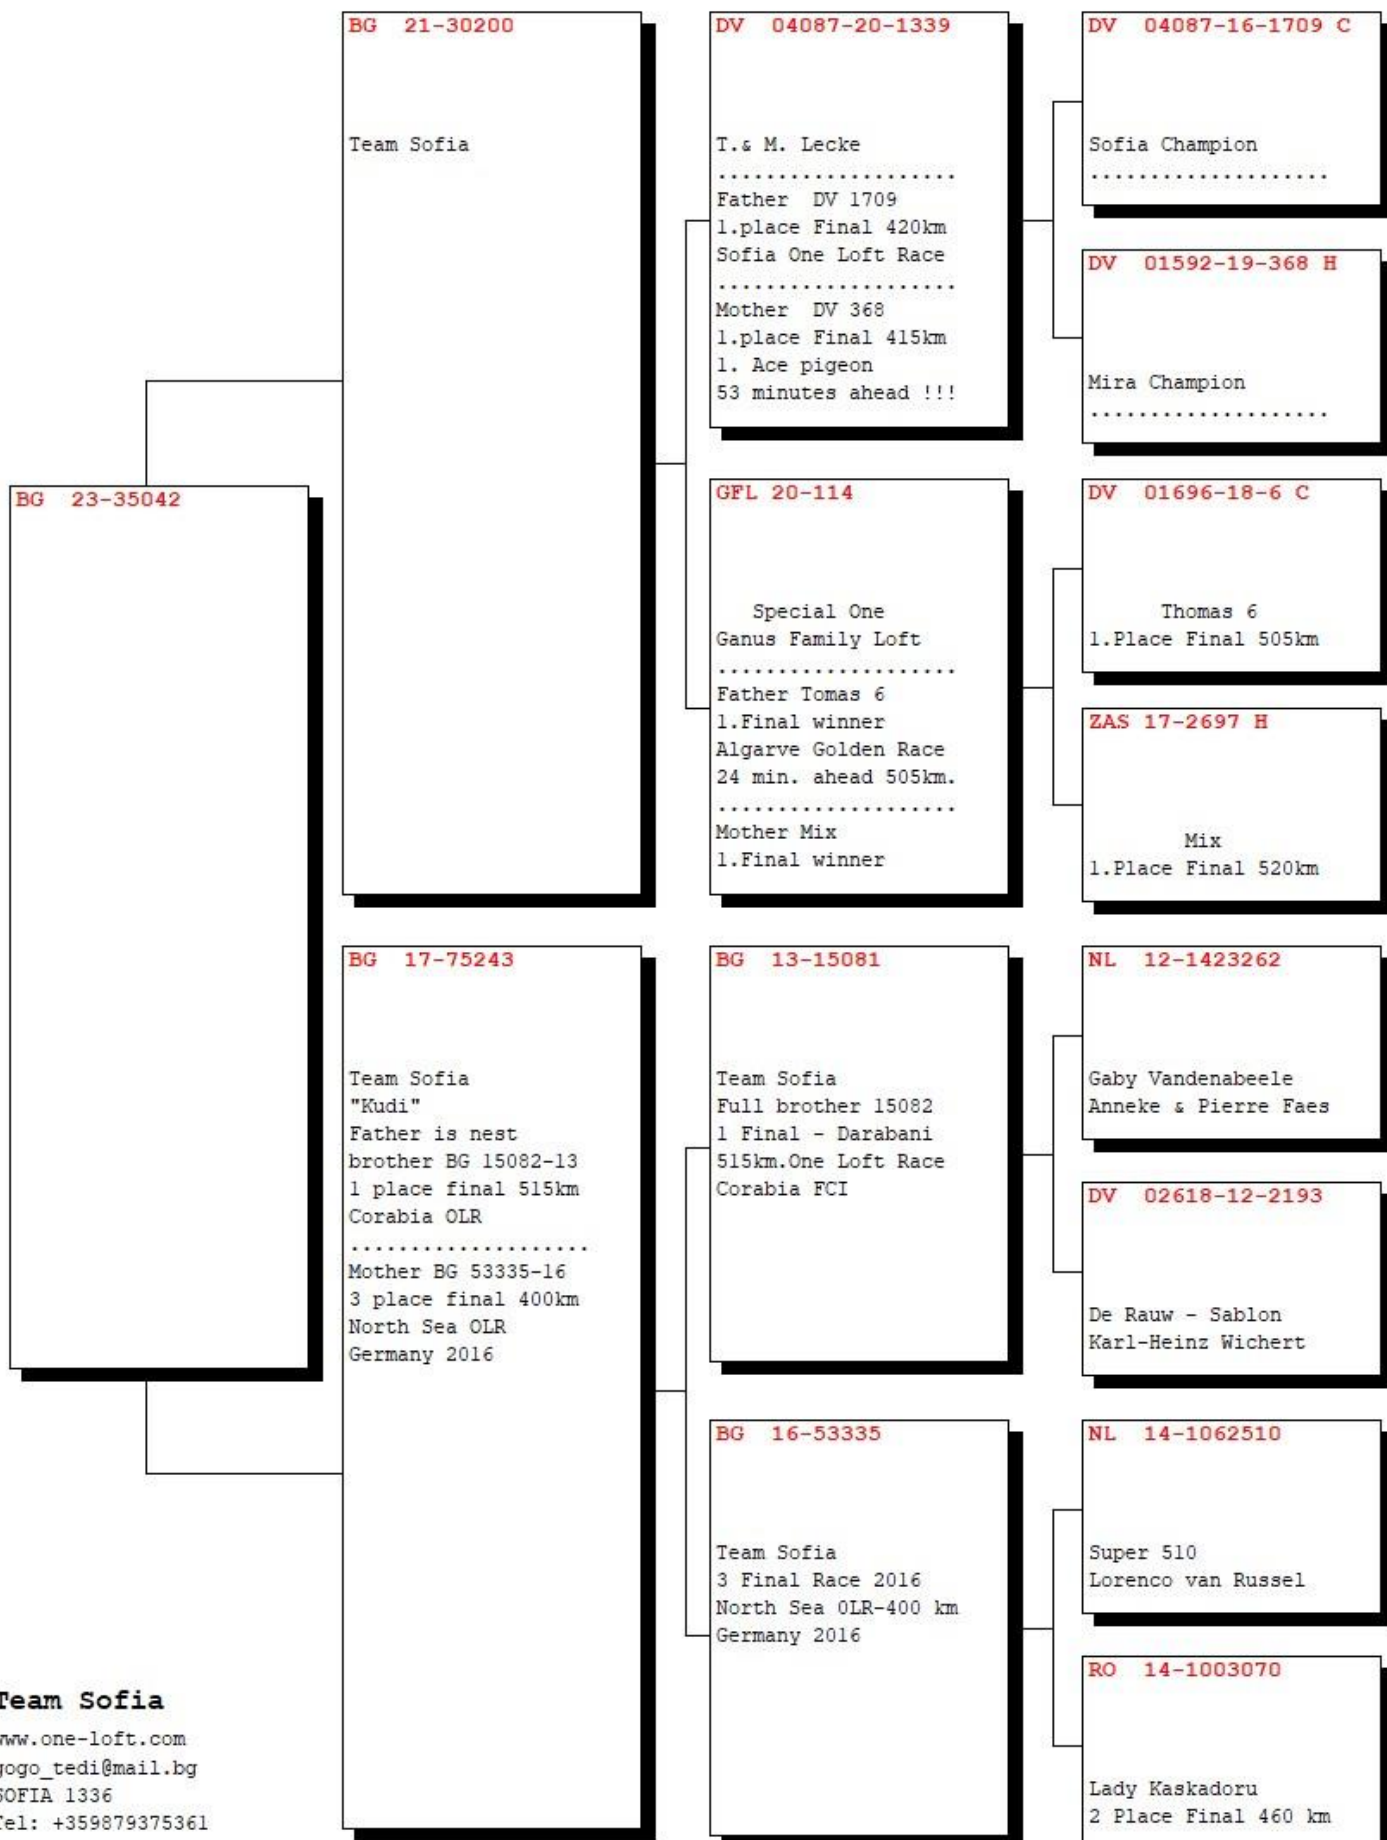 BG 23-35042
BG 21-30200
Team Sofia
BG 17-75243
Team Sofia
"Kudi"
Father is nest
brother BG 15082-13
1 place final 515km
Corabia OLR
....................
Mother BG 53335-16
3 place final 400km
North Sea OLR
Germany 2016
DV 04087-20-1339
T.& M. Lecke
....................
Father DV 1709
1.place Final 420km
Sofia One Loft Race
....................
Mother DV 368
1.place Final 415km
1. Ace pigeon
53 minutes ahead !!!
GFL 20-114
Special One
Ganus Family Loft
....................
Father Tomas 6
1.Final winner
Algarve Golden Race
24 min. ahead 505km.
....................
Mother Mix
1.Final winner
BG 13-15081
Team Sofia
Full brother 15082
1 Final - Darabani
515km.One Loft Race
Corabia FCI
BG 16-53335
Team Sofia
3 Final Race 2016
North Sea OLR-400 km
Germany 2016
DV 04087-16-1709 C
Sofia Champion
....................
DV 01592-19-368 H
Mira Champion
....................
DV 01696-18-6 C
Thomas 6
1.Place Final 505km
ZAS 17-2697 H
Mix
1.Place Final 520km
NL 12-1423262
Gaby Vandenabeele
Anneke & Pierre Faes
DV 02618-12-2193
De Rauw - Sablon
Karl-Heinz Wichert
NL 14-1062510
Super 510
Lorenco van Russel
RO 14-1003070
Lady Kaskadoru
2 Place Final 460 km
Team Sofia
www.one-loft.com
gogo_tedi@mail.bg
SOFIA 1336
Tel: +359879375361